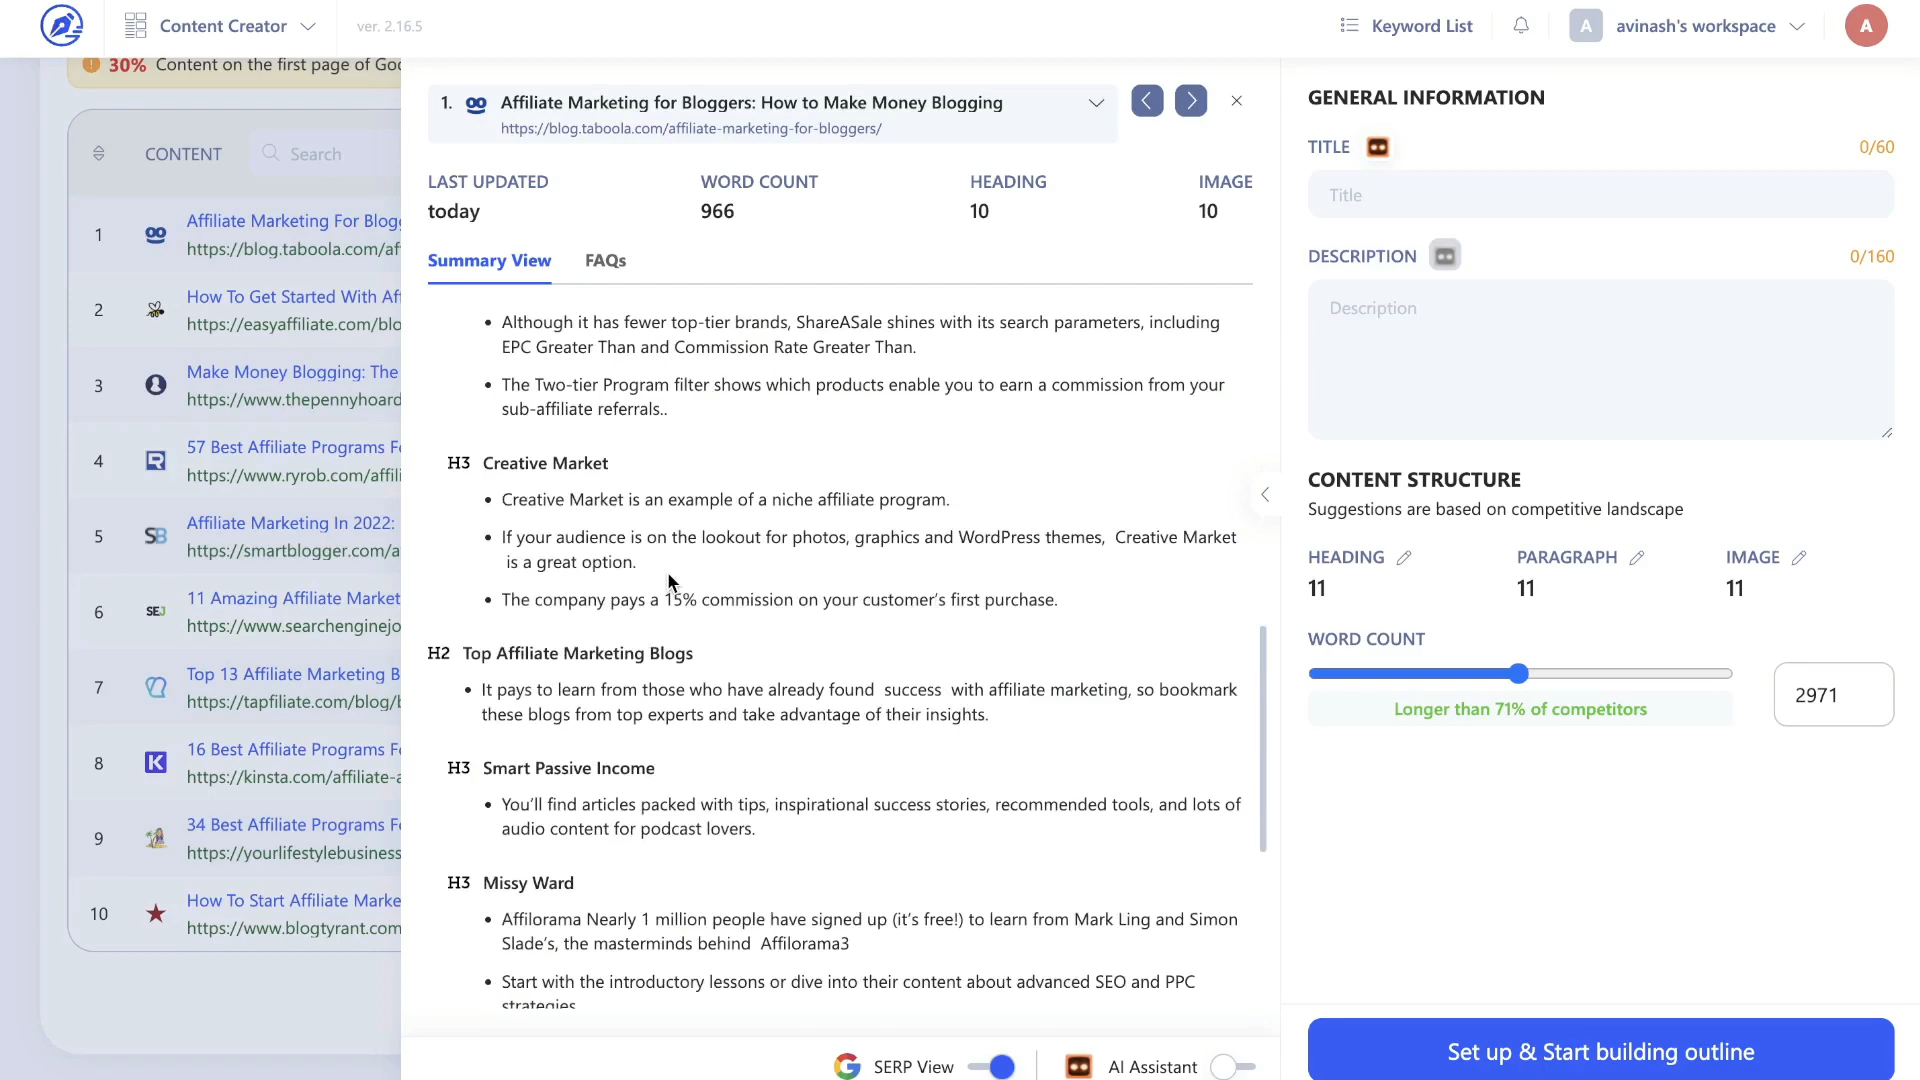 Content Creator
ver. 2.16.5
Keyword List
A
avinash's workspace
A
30% Content on the first page of Goo
CONTENT
Search
1
Affiliate Marketing For Blogg
https://blog.taboola.com/aff
2
How To Get Started With Aff
https://easyaffiliate.com/blo
3
Make Money Blogging: The
https://www.thepennyhoard
4
57 Best Affiliate Programs Fo
https://www.ryrob.com/affili
5
SB
Affiliate Marketing In 2022:
https://smartblogger.com/a
6
SEJ
11 Amazing Affiliate Market
https://www.searchenginejo
7
Top 13 Affiliate Marketing B
https://tapfiliate.com/blog/b
8
K
16 Best Affiliate Programs Fo
https://kinsta.com/affiliate-a
9
34 Best Affiliate Programs Fo
https://yourlifestylebusiness
10
How To Start Affiliate Marke
https://www.blogtyrant.com
1. Affiliate Marketing for Bloggers: How to Make Money Blogging
https://blog.taboola.com/affiliate-marketing-for-bloggers/
LAST UPDATED
today
WORD COUNT
966
HEADING
10
IMAGE
10
Summary View
FAQs
• Although it has fewer top-tier brands, ShareASale shines with its search parameters, including
EPC Greater Than and Commission Rate Greater Than.
• The Two-tier Program filter shows which products enable you to earn a commission from your
sub-affiliate referrals..
H3 Creative Market
• Creative Market is an example of a niche affiliate program.
• If your audience is on the lookout for photos, graphics and WordPress themes, Creative Market
is a great option.
• The company pays a 15% commission on your customer's first purchase.
H2 Top Affiliate Marketing Blogs
• It pays to learn from those who have already found success with affiliate marketing, so bookmark
these blogs from top experts and take advantage of their insights.
H3 Smart Passive Income
• You'll find articles packed with tips, inspirational success stories, recommended tools, and lots of
audio content for podcast lovers.
H3 Missy Ward
• Affilorama Nearly 1 million people have signed up (it's free!) to learn from Mark Ling and Simon
Slade's, the masterminds behind Affilorama3
• Start with the introductory lessons or dive into their content about advanced SEO and PPC
strategies
SERP View
AI Assistant
GENERAL INFORMATION
TITLE
0/60
Title
DESCRIPTION
0/160
Description
CONTENT STRUCTURE
Suggestions are based on competitive landscape
HEADING
11
PARAGRAPH
11
IMAGE
11
WORD COUNT
Longer than 71% of competitors
2971
Set up & Start building outline